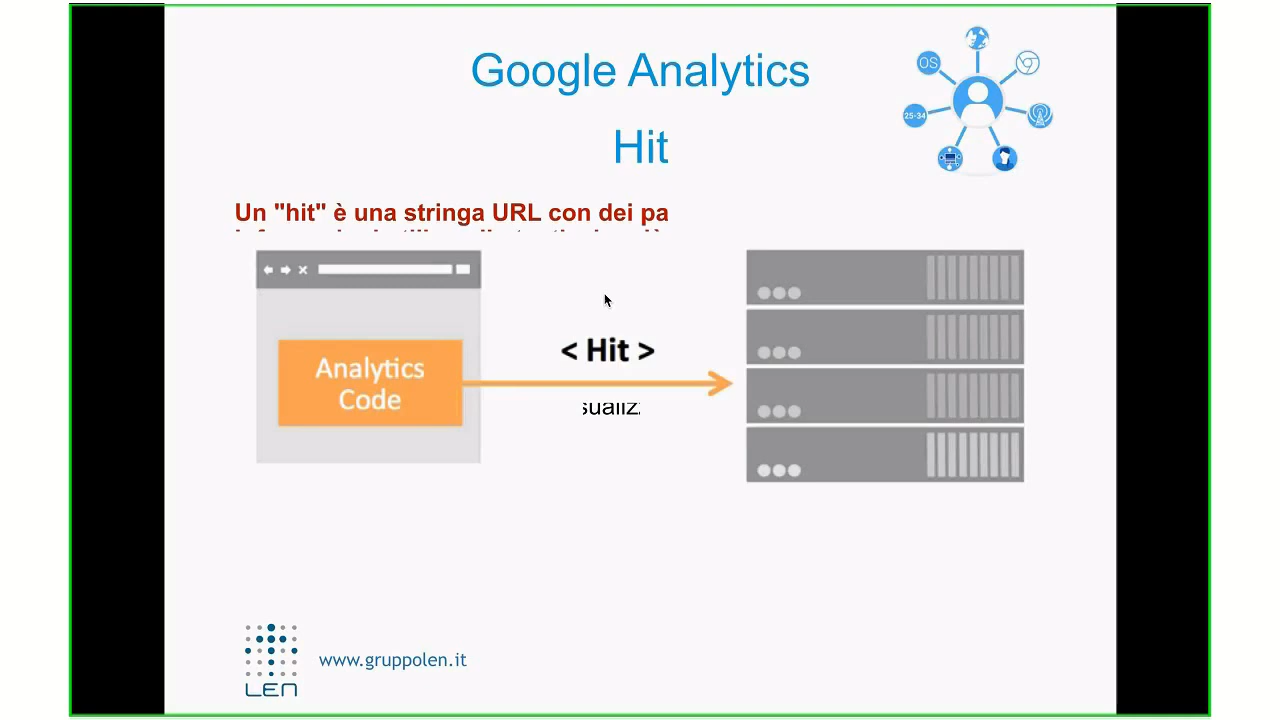 Google Analytics
Hit
OS
25-34
Un "hit" è una stringa URL con dei pa
< Hit >
Analytics
Code
www.gruppolen.it
LEN